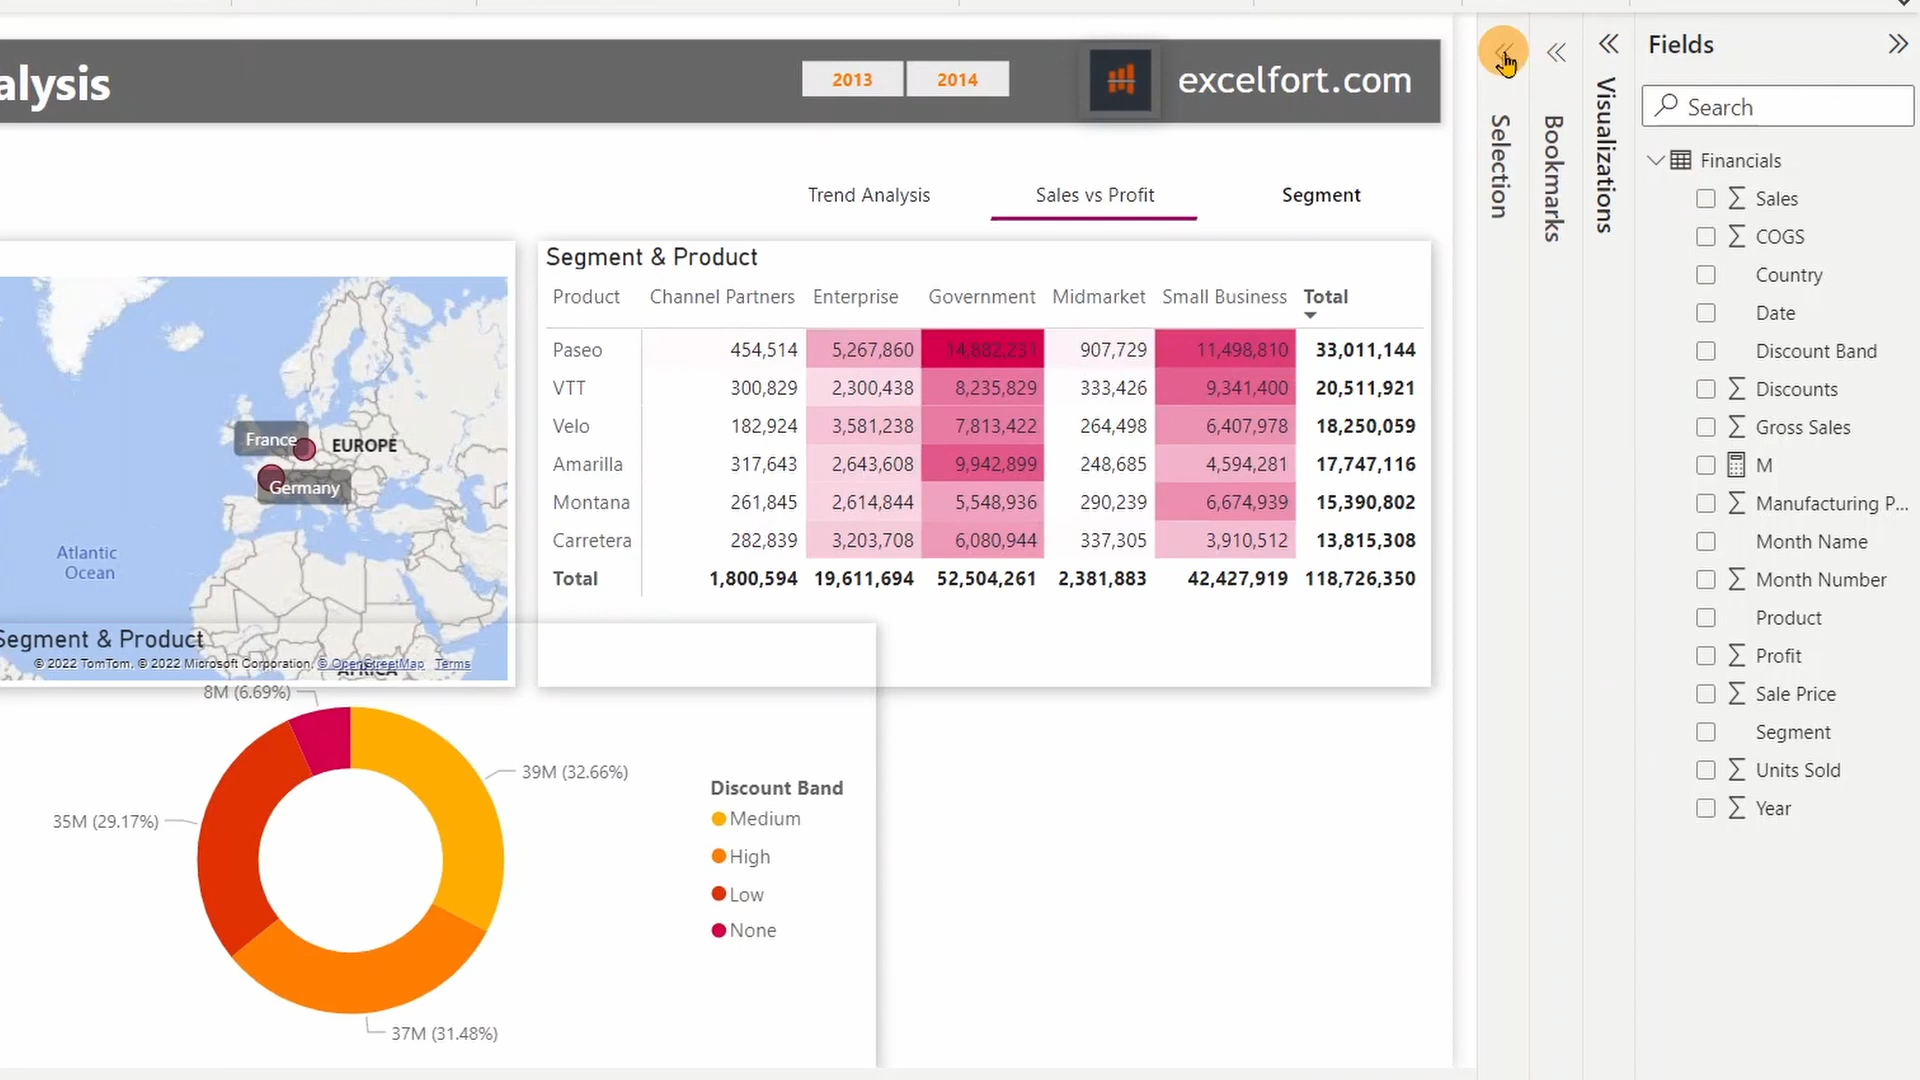 alysis
2013
2014
excelfort.com
Trend Analysis
Sales vs Profit
Segment
France
EUROPE
Germany
Atlantic
Ocean
Segment & Product
© 2022 TomTom, © 2022 Microsoft Corporation, © OpenStreetMap Terms
AFRICA
Segment & Product
Product Channel Partners Enterprise Government Midmarket Small Business Total
Paseo 454,514 5,267,860 14,882,231 907,729 11,498,810 33,011,144
VTT 300,829 2,300,438 8,235,829 333,426 9,341,400 20,511,921
Velo 182,924 3,581,238 7,813,422 264,498 6,407,978 18,250,059
Amarilla 317,643 2,643,608 9,942,899 248,685 4,594,281 17,747,116
Montana 261,845 2,614,844 5,548,936 290,239 6,674,939 15,390,802
Carretera 282,839 3,203,708 6,080,944 337,305 3,910,512 13,815,308
Total 1,800,594 19,611,694 52,504,261 2,381,883 42,427,919 118,726,350
8M (6.69%)
39M (32.66%)
35M (29.17%)
37M (31.48%)
Discount Band
Medium
High
Low
None
Selection
Bookmarks
Visualizations
Fields
Search
Financials
Sales
COGS
Country
Date
Discount Band
Discounts
Gross Sales
M
Manufacturing P...
Month Name
Month Number
Product
Profit
Sale Price
Segment
Units Sold
Year